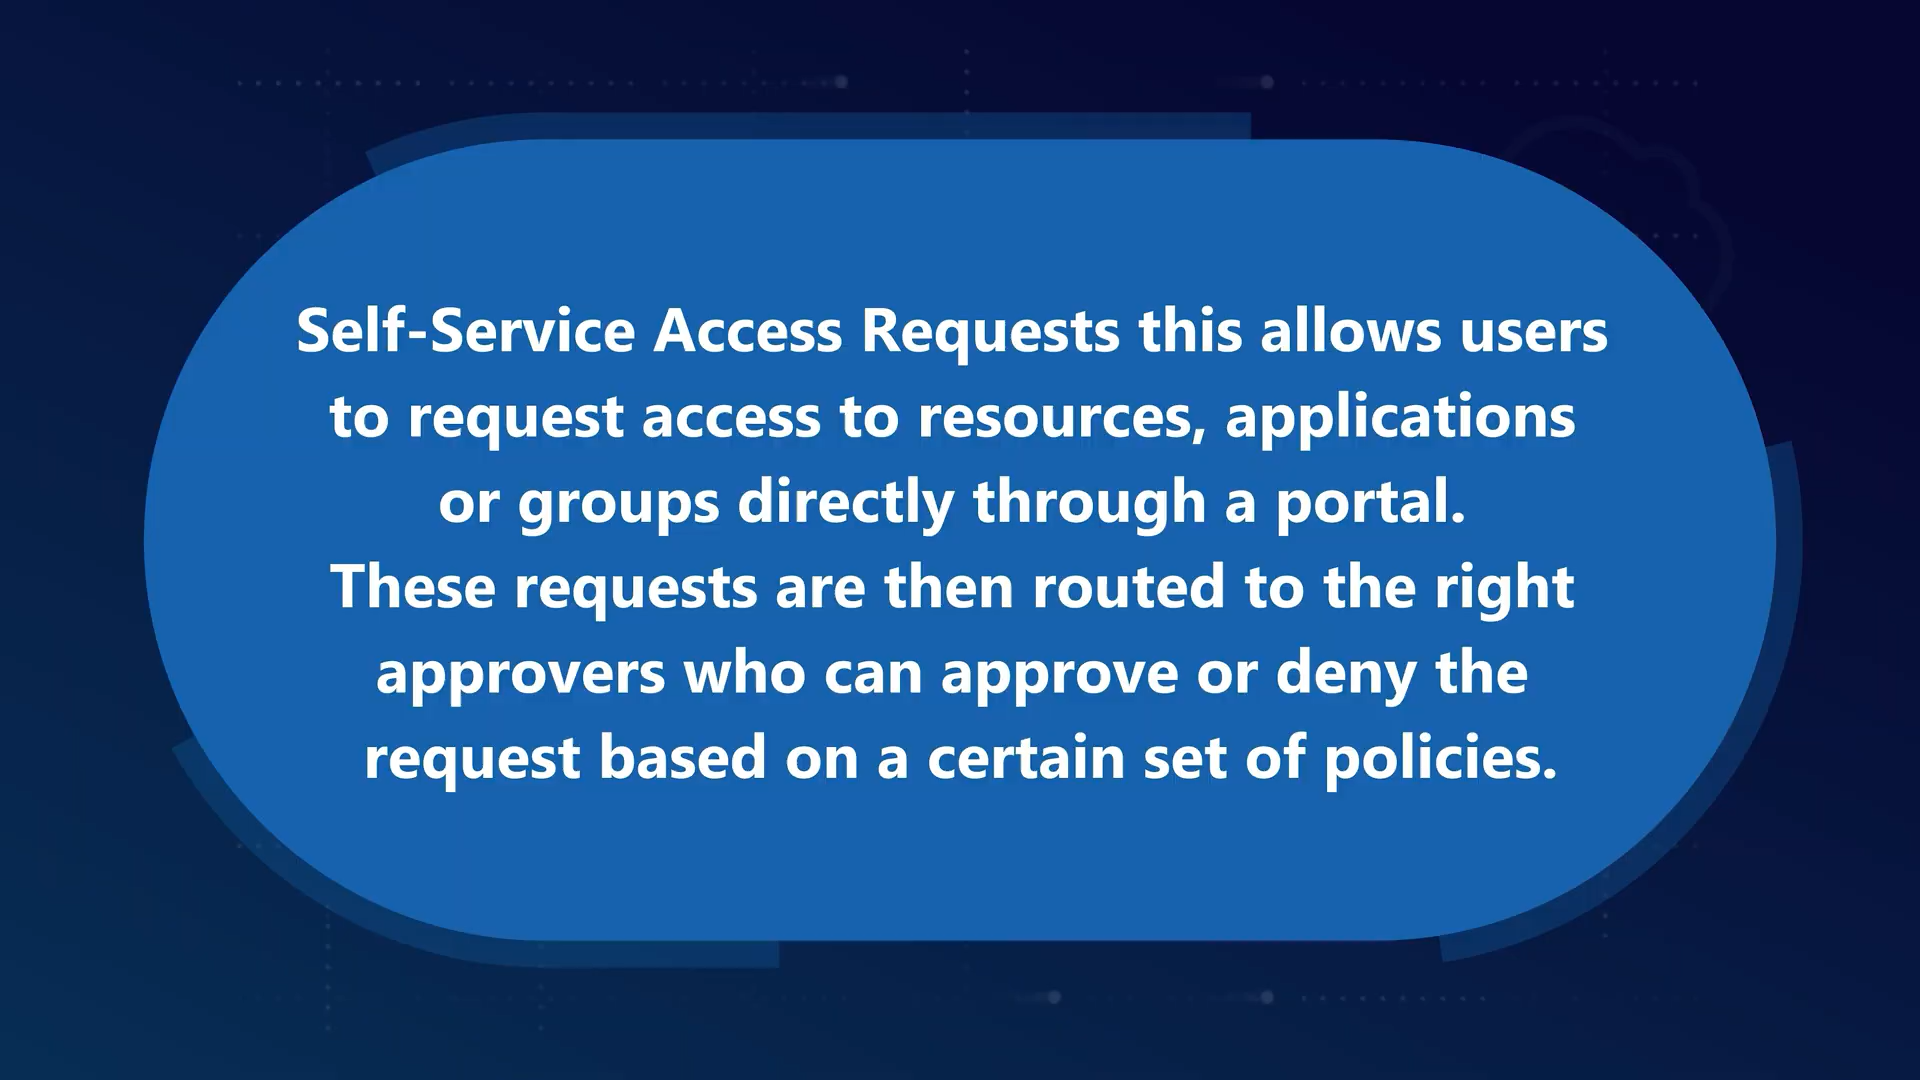 Self-Service Access Requests this allows users
to request access to resources, applications
or groups directly through a portal.
These requests are then routed to the right
approvers who can approve or deny the
request based on a certain set of policies.